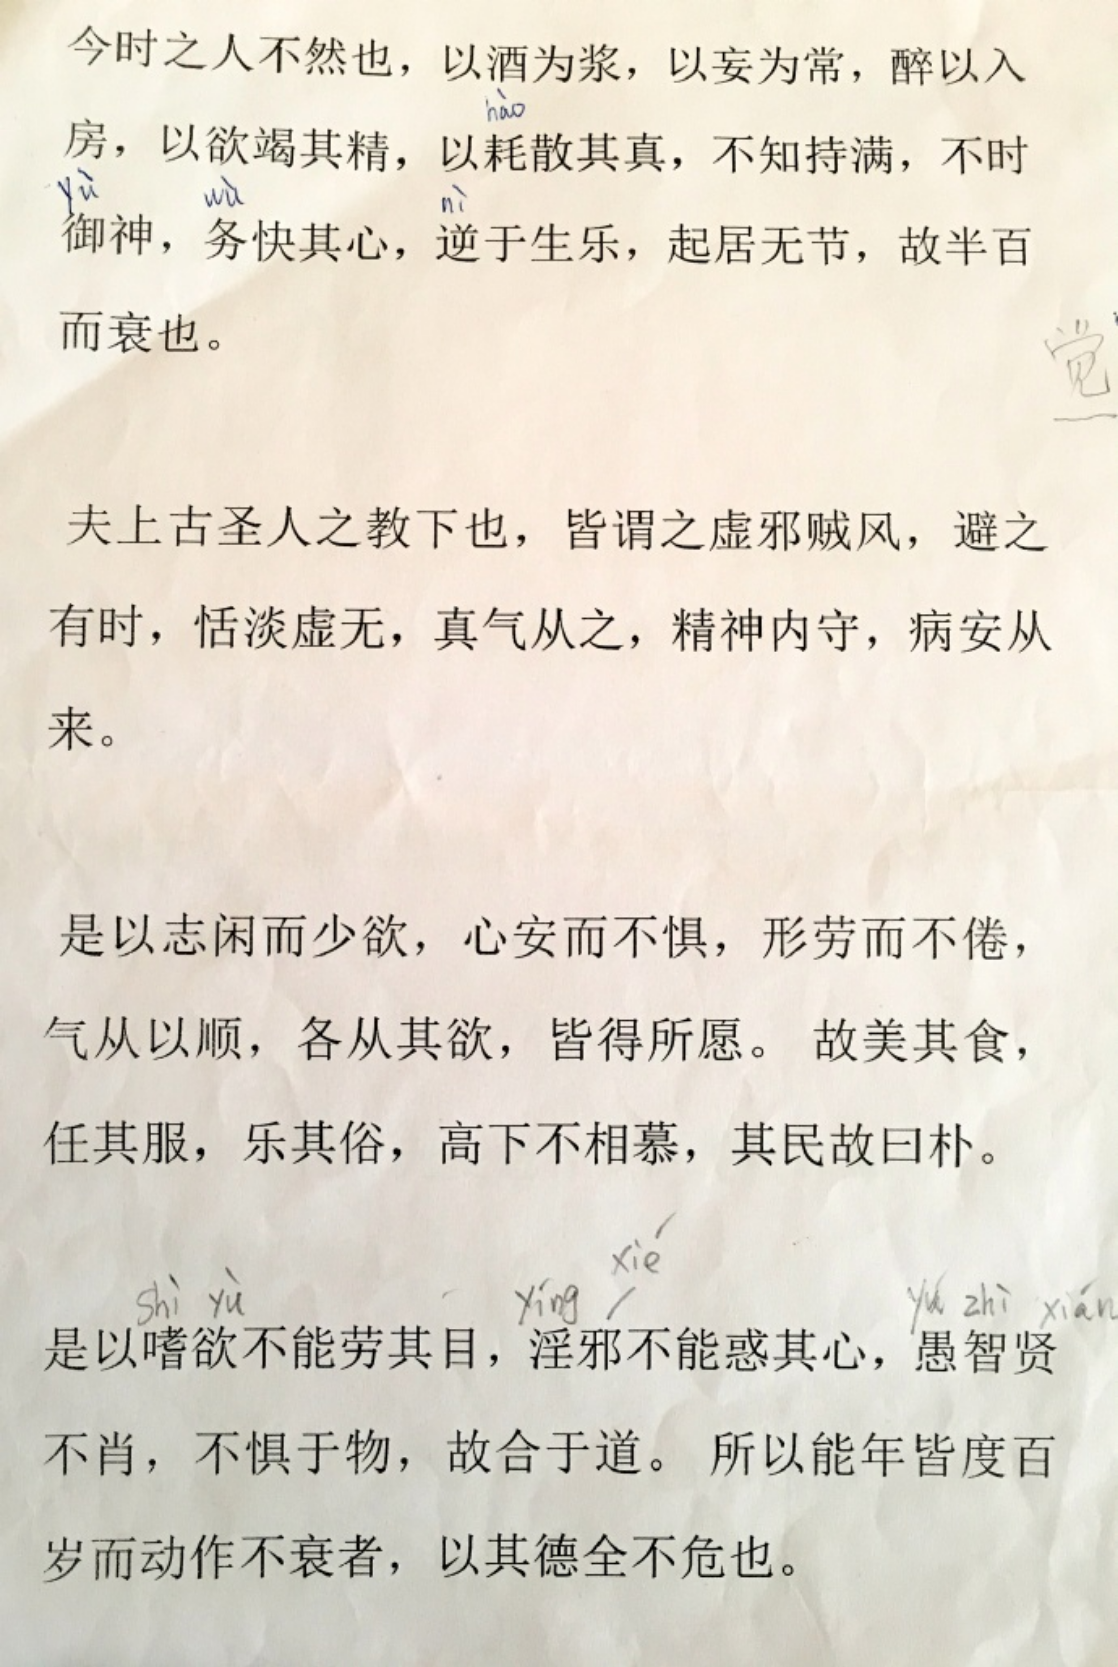 今时之人不然也，以酒为浆，以妄为常，醉以入
hào
房，以欲竭其精，以耗散其真，不知持满，不时
yù wù nì
御神，务快其心，逆于生乐，起居无节，故半百
而衰也。
觉
夫上古圣人之教下也，皆谓之虚邪贼风，避之
有时，恬淡虚无，真气从之，精神内守，病安从
来。
是以志闲而少欲，心安而不惧，形劳而不倦，
气从以顺，各从其欲，皆得所愿。 故美其食，
任其服，乐其俗，高下不相慕，其民故曰朴。
xié
shì yù yíng yú zhì xián
是以嗜欲不能劳其目，淫邪不能惑其心，愚智贤
不肖，不惧于物，故合于道。 所以能年皆度百
岁而动作不衰者，以其德全不危也。